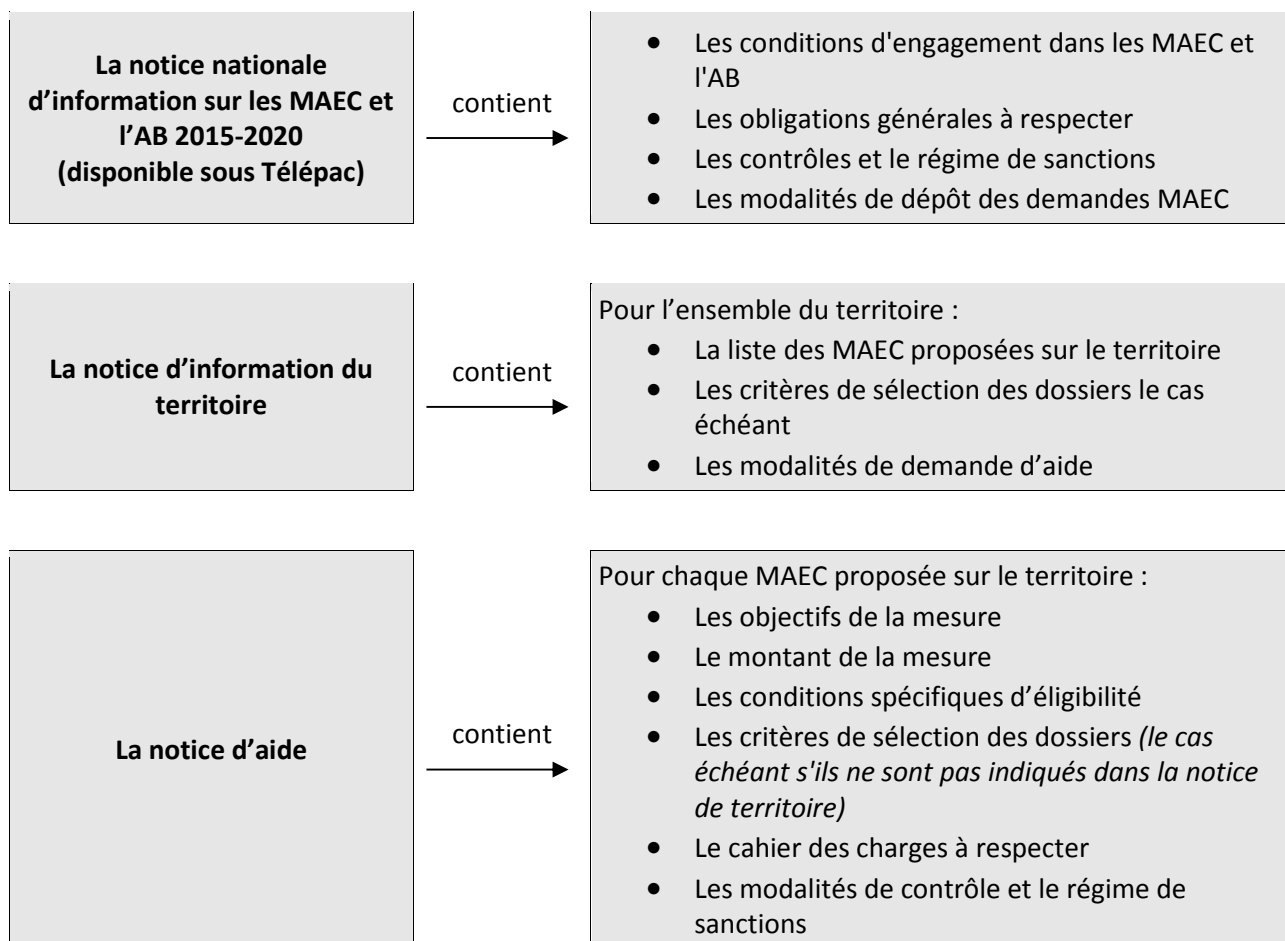 La notice nationale
d’information sur les MAEC et
l’AB 2015-2020
(disponible sous Télépac)
contient
• Les conditions d'engagement dans les MAEC et
l'AB
• Les obligations générales à respecter
• Les contrôles et le régime de sanctions
• Les modalités de dépôt des demandes MAEC
La notice d’information du
territoire
contient
Pour l’ensemble du territoire :
• La liste des MAEC proposées sur le territoire
• Les critères de sélection des dossiers le cas
échéant
• Les modalités de demande d’aide
La notice d’aide
contient
Pour chaque MAEC proposée sur le territoire :
• Les objectifs de la mesure
• Le montant de la mesure
• Les conditions spécifiques d’éligibilité
• Les critères de sélection des dossiers (le cas
échéant s'ils ne sont pas indiqués dans la notice
de territoire)
• Le cahier des charges à respecter
• Les modalités de contrôle et le régime de
sanctions